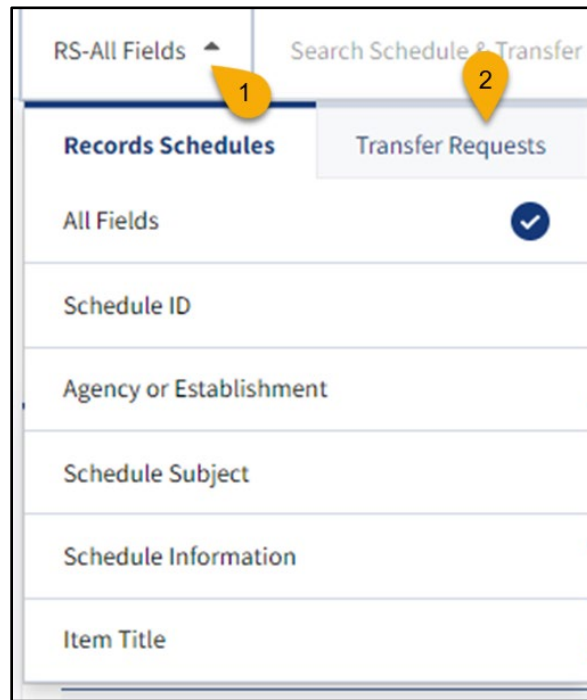 RS-All Fields Search Schedule & Transfer
1 2
Records Schedules Transfer Requests
All Fields
Schedule ID
Agency or Establishment
Schedule Subject
Schedule Information
Item Title